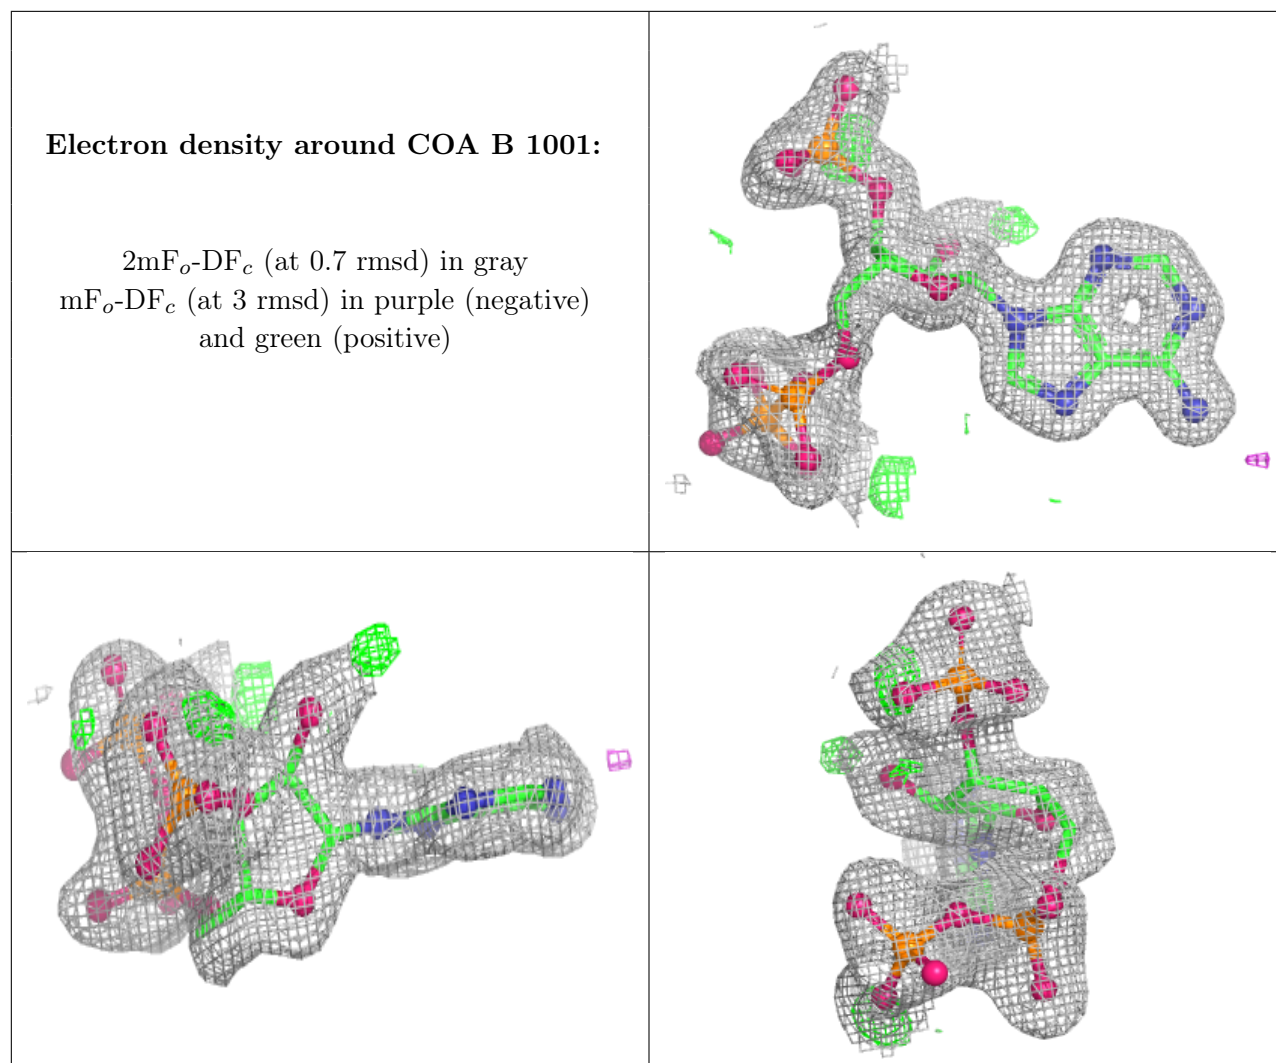 Electron density around COA B 1001:
2mFo-DFc (at 0.7 rmsd) in gray
mFo-DFc (at 3 rmsd) in purple (negative)
and green (positive)